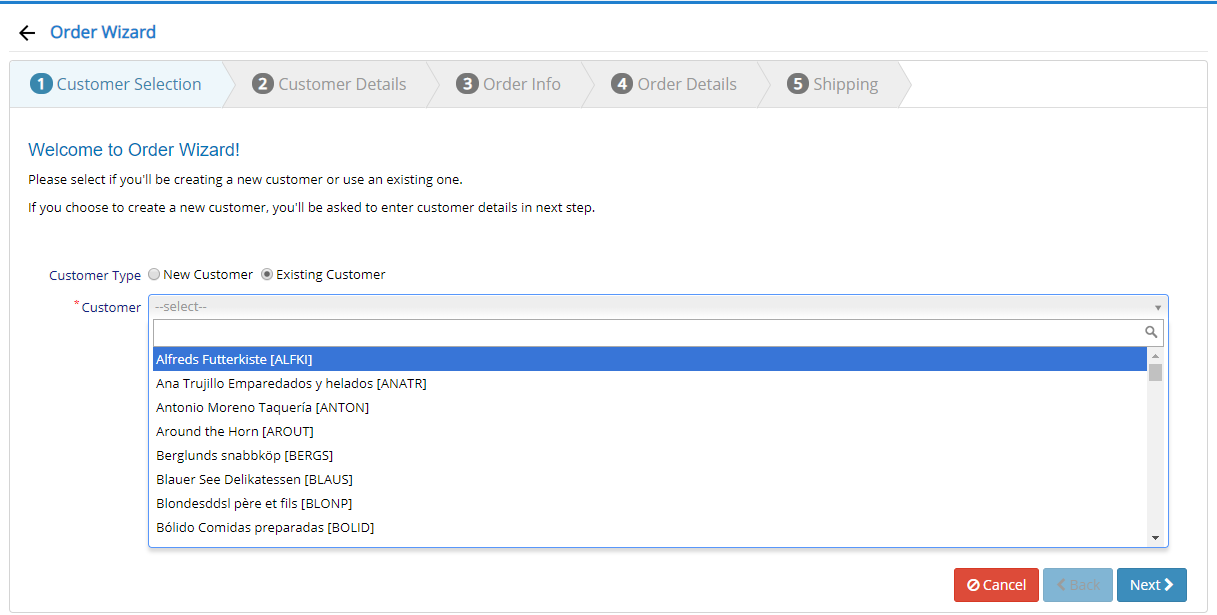 Order Wizard
1 Customer Selection 2 Customer Details 3 Order Info 4 Order Details 5 Shipping
Welcome to Order Wizard!
Please select if you'll be creating a new customer or use an existing one.
If you choose to create a new customer, you'll be asked to enter customer details in next step.
Customer Type New Customer Existing Customer
* Customer --select--
Alfreds Futterkiste [ALFKI]
Ana Trujillo Emparedados y helados [ANATR]
Antonio Moreno Taquería [ANTON]
Around the Horn [AROUT]
Berglunds snabbköp [BERGS]
Blauer See Delikatessen [BLAUS]
Blondesddsl père et fils [BLONP]
Bólido Comidas preparadas [BOLID]
Cancel Back Next